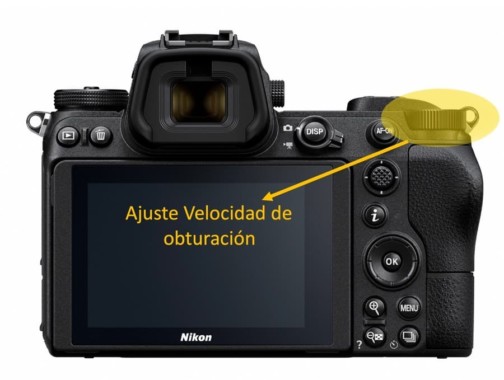 DISP
AF-ON
Ajuste Velocidad de
obturación
i
OK
MENU
Nikon
?